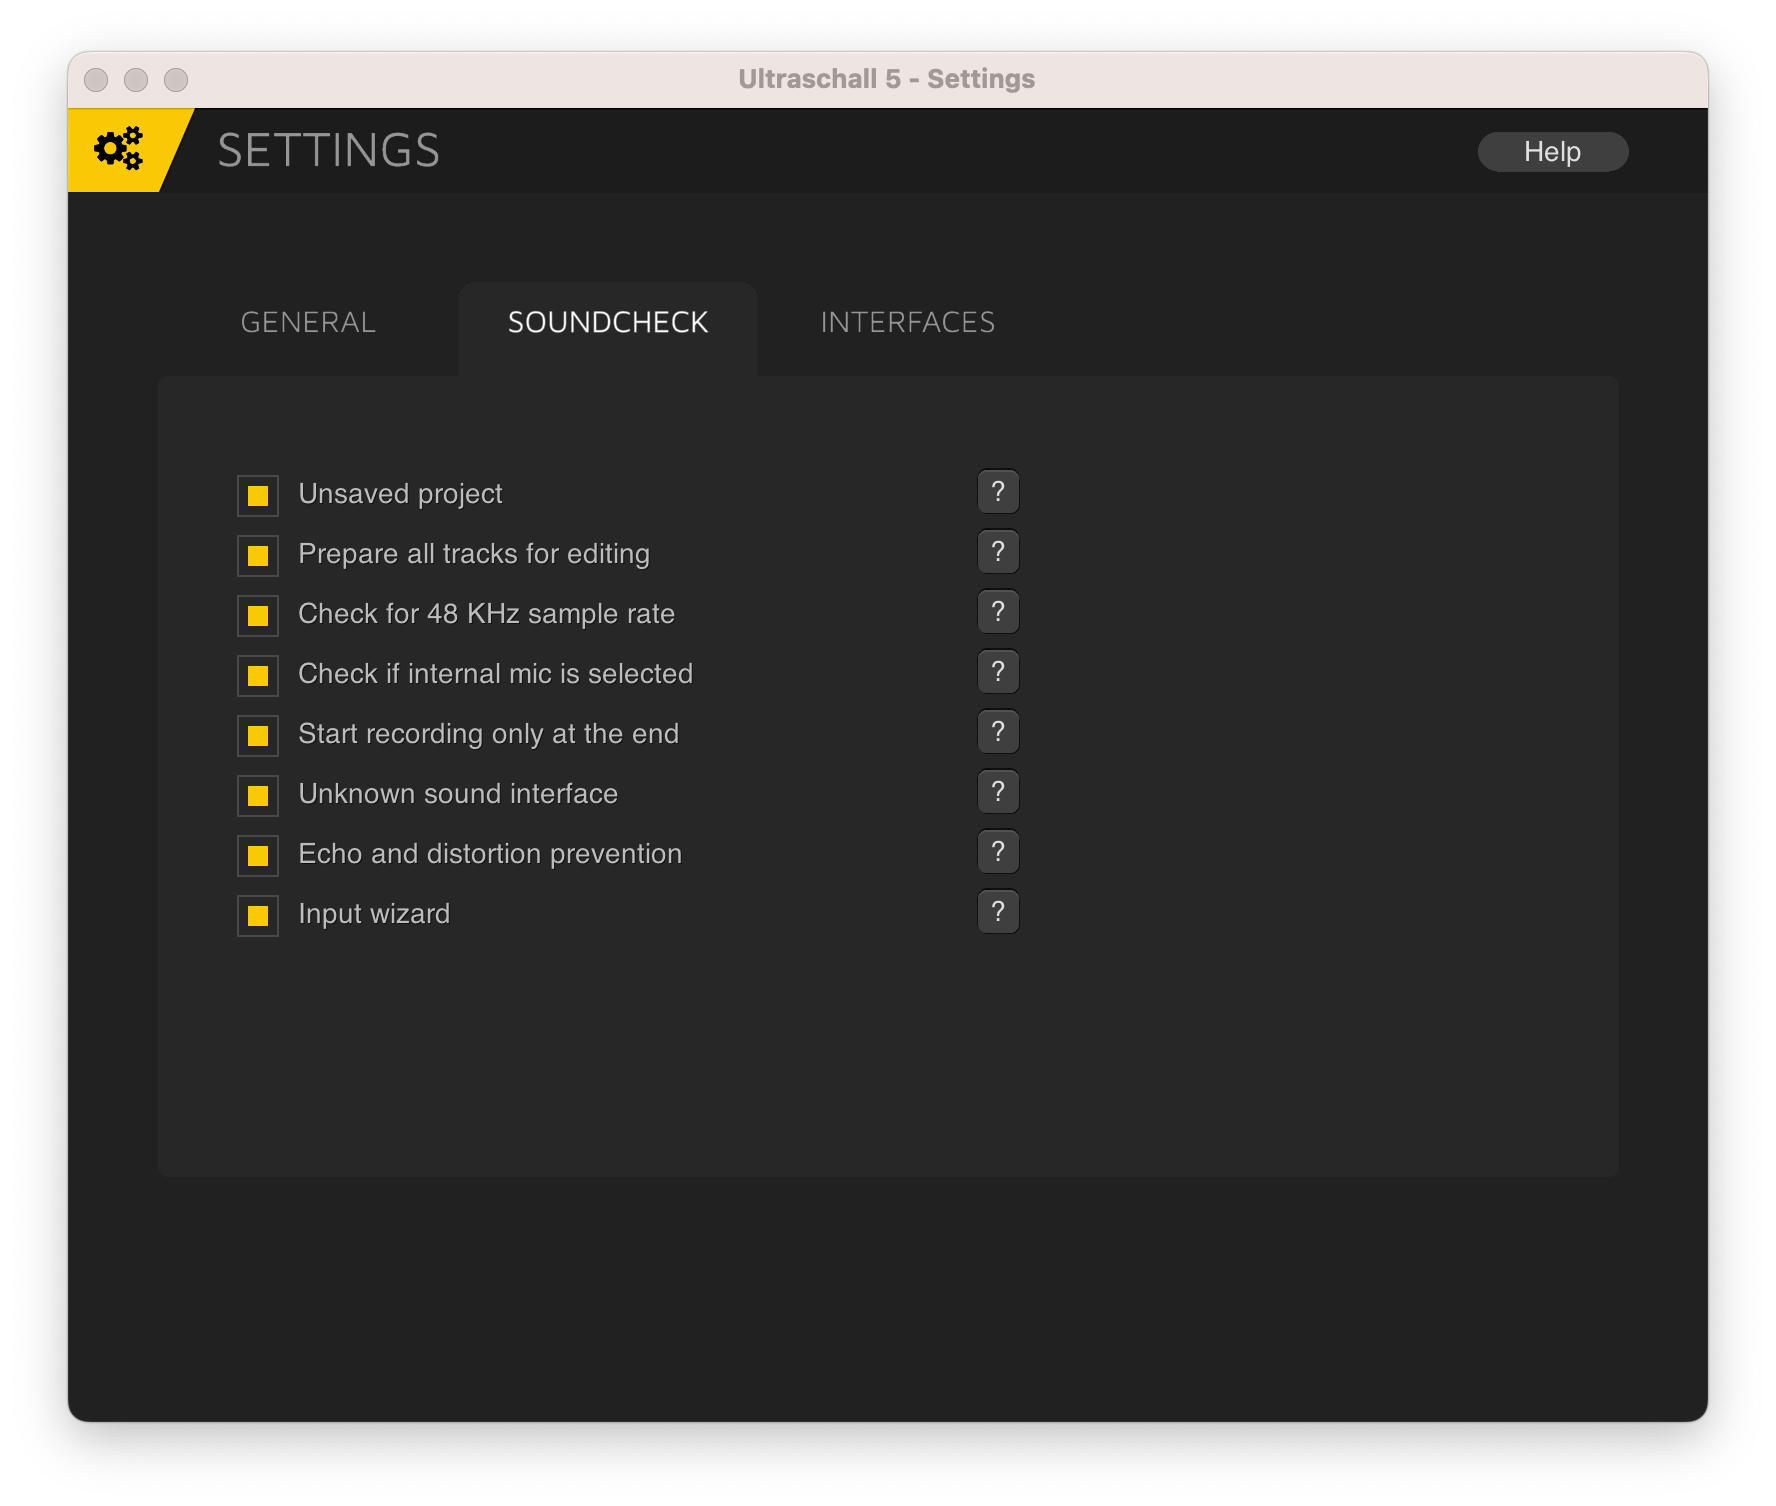 Ultraschall 5 - Settings
SETTINGS
Help
GENERAL SOUNDCHECK INTERFACES
Unsaved project ?
Prepare all tracks for editing ?
Check for 48 KHz sample rate ?
Check if internal mic is selected ?
Start recording only at the end ?
Unknown sound interface ?
Echo and distortion prevention ?
Input wizard ?